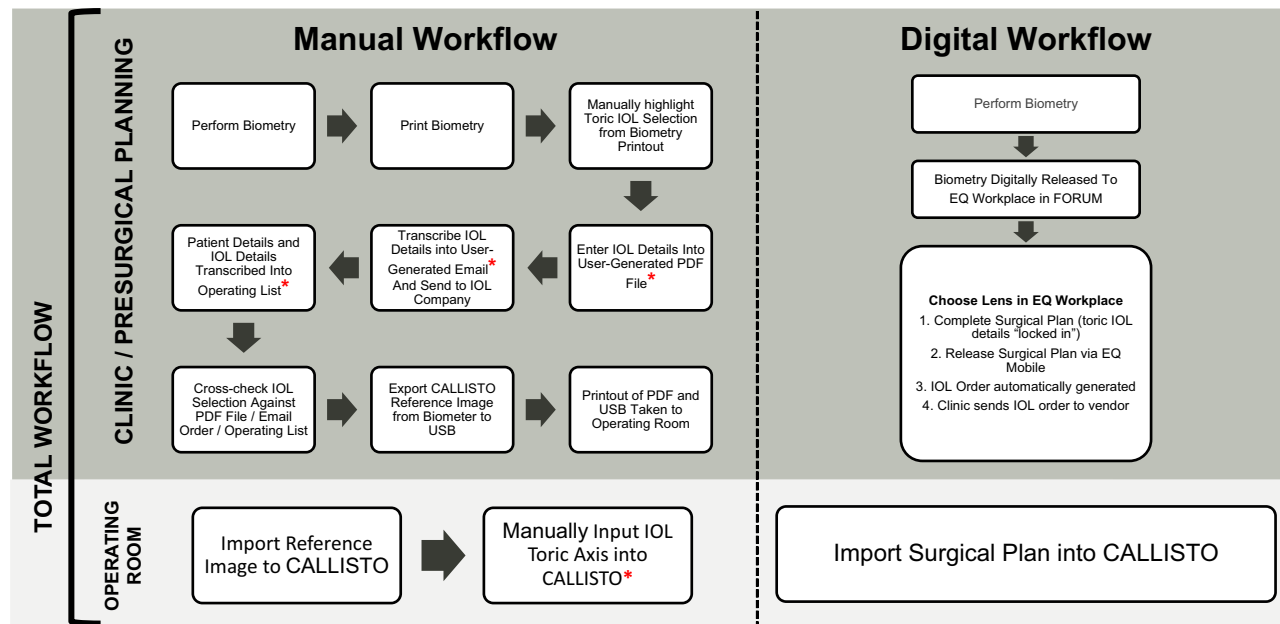 TOTAL WORKFLOW
CLINIC / PRESURGICAL PLANNING
Manual Workflow
Perform Biometry
Print Biometry
Manually highlight
Toric IOL Selection
from Biometry
Printout
Enter IOL Details Into
User-Generated PDF
File*
Transcribe IOL
Details into User-
Generated Email*
And Send to IOL
Company
Patient Details and
IOL Details
Transcribed Into
Operating List*
Cross-check IOL
Selection Against
PDF File / Email
Order / Operating List
Export CALLISTO
Reference Image
from Biometer to
USB
Printout of PDF and
USB Taken to
Operating Room
Digital Workflow
Perform Biometry
Biometry Digitally Released To
EQ Workplace in FORUM
Choose Lens in EQ Workplace
1. Complete Surgical Plan (toric IOL
details “locked in”)
2. Release Surgical Plan via EQ
Mobile
3. IOL Order automatically generated
4. Clinic sends IOL order to vendor
OPERATING
ROOM
Import Reference
Image to CALLISTO
Manually Input IOL
Toric Axis into
CALLISTO*
Import Surgical Plan into CALLISTO